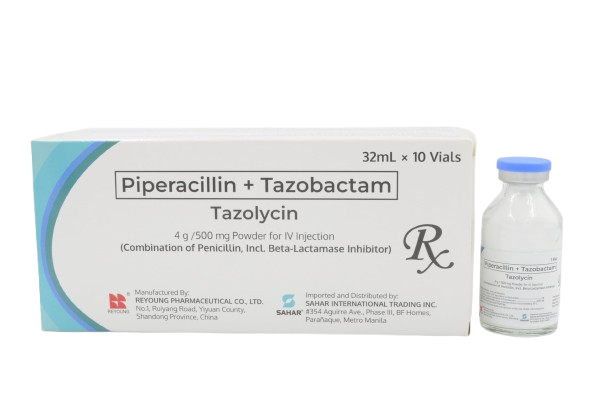 32mL × 10 Vials
Piperacillin + Tazobactam
Tazolycin
4 g /500 mg Powder for IV Injection
(Combination of Penicillin, Incl. Beta-Lactamase Inhibitor)
Rx
REYOUNG
Manufactured By:
REYOUNG PHARMACEUTICAL CO., LTD.
No.1, Ruiyang Road, Yiyuan County,
Shandong Province, China
SAHAR
Imported and Distributed by:
SAHAR INTERNATIONAL TRADING INC.
#354 Aguirre Ave., Phase III, BF Homes,
Parañaque, Metro Manila
Piperacillin + Tazobactam
Tazolycin